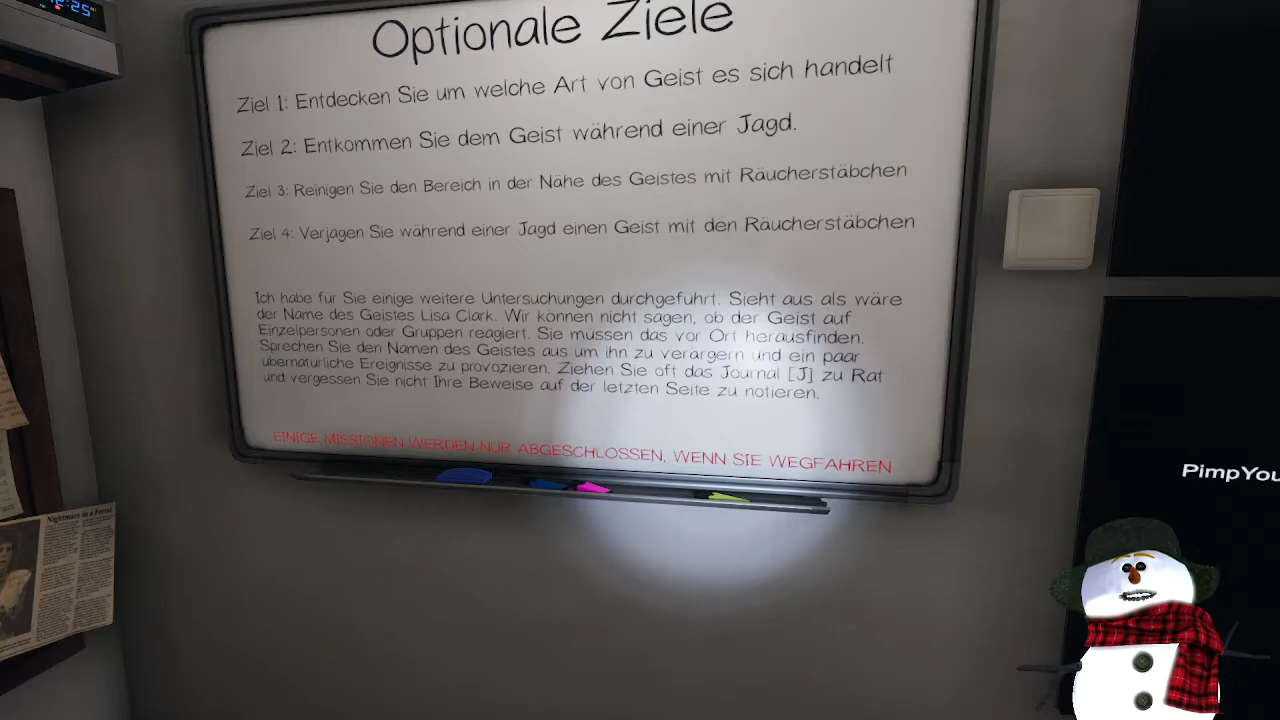 :25
Optionale Ziele
Ziel 1: Entdecken Sie um welche Art von Geist es sich handelt
Ziel 2: Entkommen Sie dem Geist während einer Jagd.
Ziel 3: Reinigen Sie den Bereich in der Nähe des Geistes mit Räucherstäbchen
Ziel 4: Verjagen Sie während einer Jagd einen Geist mit den Räucherstäbchen
Ich habe für Sie einige weitere Untersuchungen durchgeführt. Sieht aus als wäre
der Name des Geistes Lisa Clark. Wir können nicht sagen, ob der Geist auf
Einzelpersonen oder Gruppen reagiert. Sie müssen das vor Ort herausfinden.
Sprechen Sie den Namen des Geistes aus um ihn zu verärgern und ein paar
übernatürliche Ereignisse zu provozieren. Ziehen Sie oft das Journal [J] zu Rat
und vergessen Sie nicht Ihre Beweise auf der letzten Seite zu notieren.
EINIGE MISSIONEN WERDEN NUR ABGESCHLOSSEN, WENN SIE WEGFAHREN
PimpYou
Nightmare in a Forest